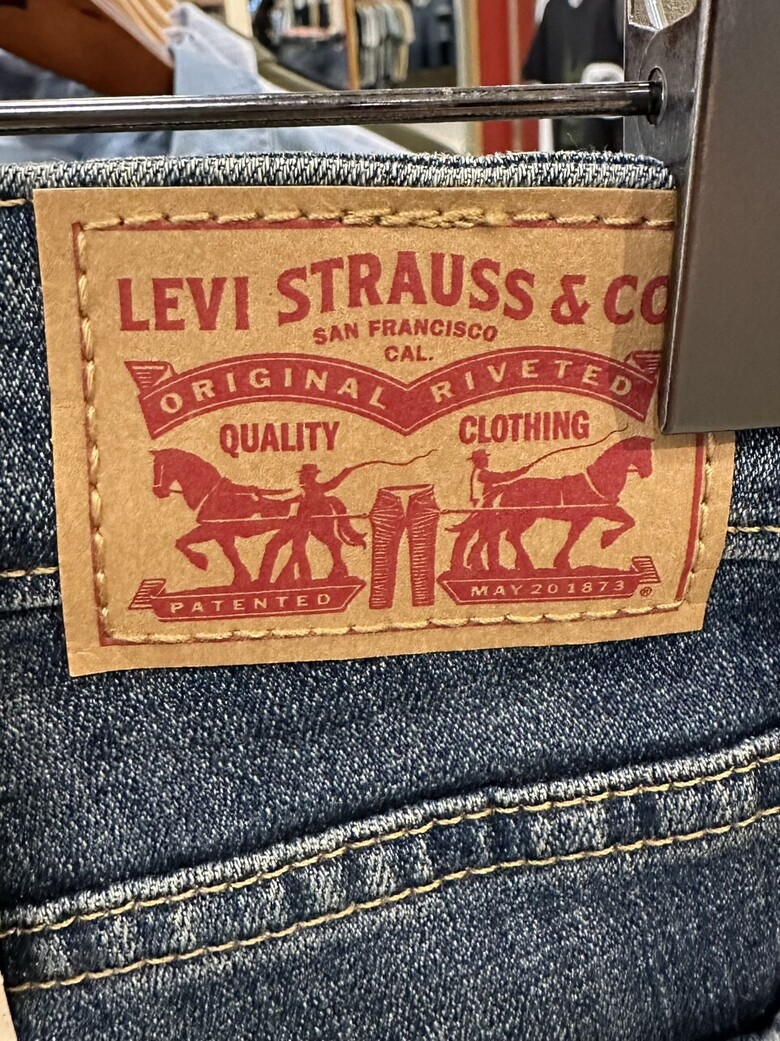 LEVI STRAUSS & CO
SAN FRANCISCO
CAL.
ORIGINAL RIVETED
QUALITY CLOTHING
PATENTED MAY 20 1873 ®